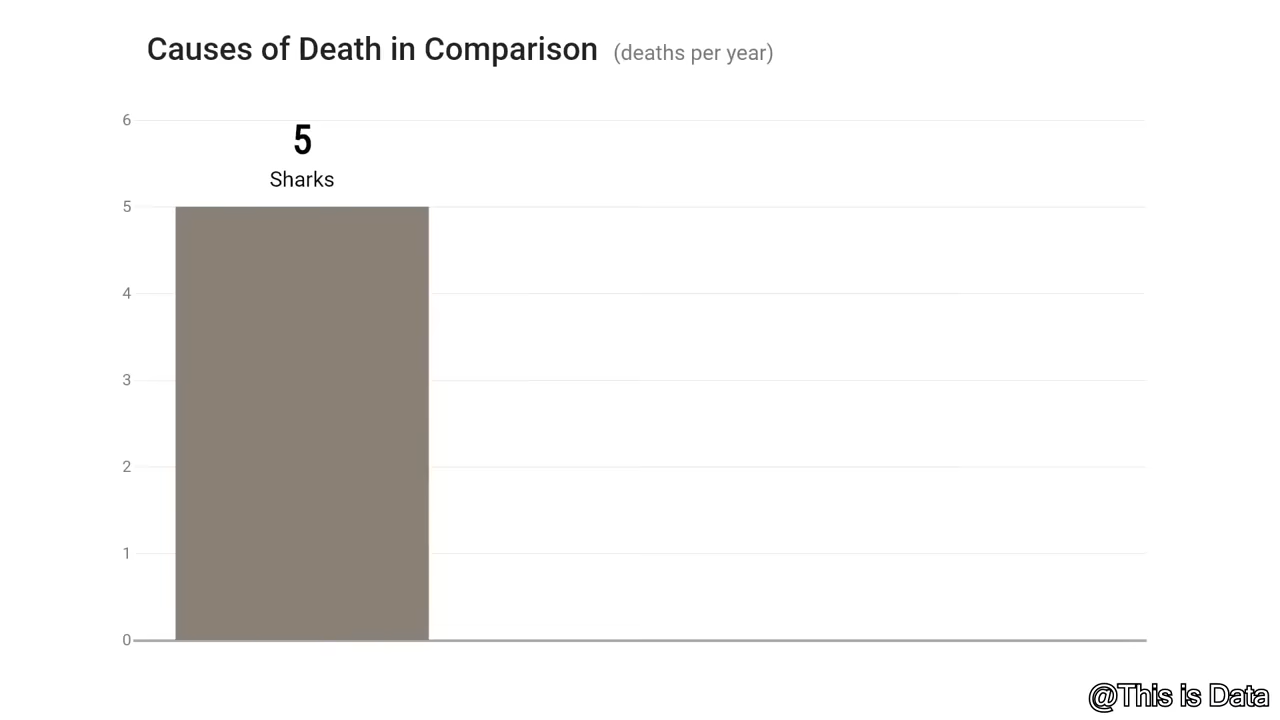 Causes of Death in Comparison (deaths per year)
6
5
Sharks
5
4
3
2
1
0
@This is Data